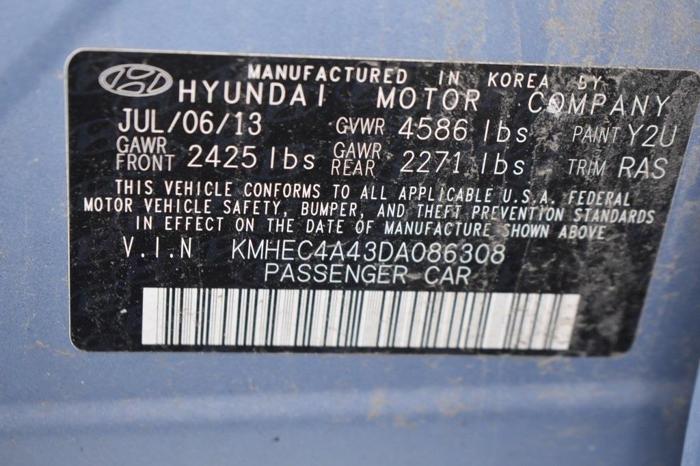 MANUFACTURED IN KOREA BY
HYUNDAI MOTOR COMPANY
JUL/06/13 GVWR 4586 lbs PAINT Y2U
GAWR FRONT 2425 lbs GAWR REAR 2271 lbs TRIM RAS
THIS VEHICLE CONFORMS TO ALL APPLICABLE U.S.A. FEDERAL
MOTOR VEHICLE SAFETY, BUMPER, AND THEFT PREVENTION STANDARDS
IN EFFECT ON THE DATE OF MANUFACTURE SHOWN ABOVE
V.I.N KMHEC4A43DA086308
PASSENGER CAR